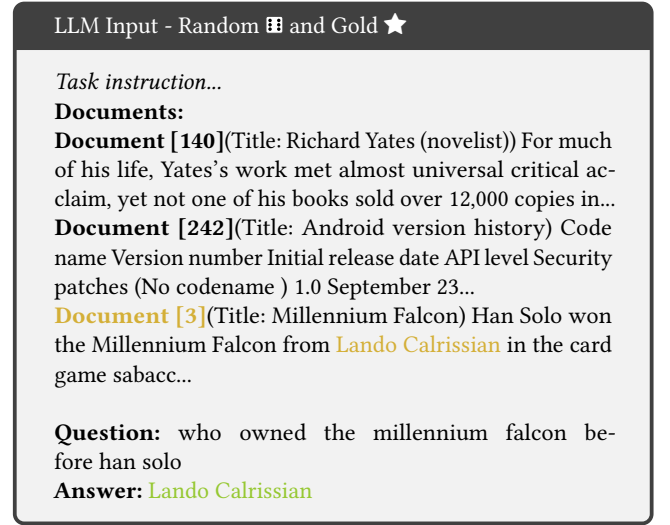 LLM Input - Random 🎲 and Gold ★
Task instruction...
Documents:
Document [140](Title: Richard Yates (novelist)) For much
of his life, Yates's work met almost universal critical ac-
claim, yet not one of his books sold over 12,000 copies in...
Document [242](Title: Android version history) Code
name Version number Initial release date API level Security
patches (No codename ) 1.0 September 23...
Document [3](Title: Millennium Falcon) Han Solo won
the Millennium Falcon from Lando Calrissian in the card
game sabacc...
Question: who owned the millennium falcon be-
fore han solo
Answer: Lando Calrissian